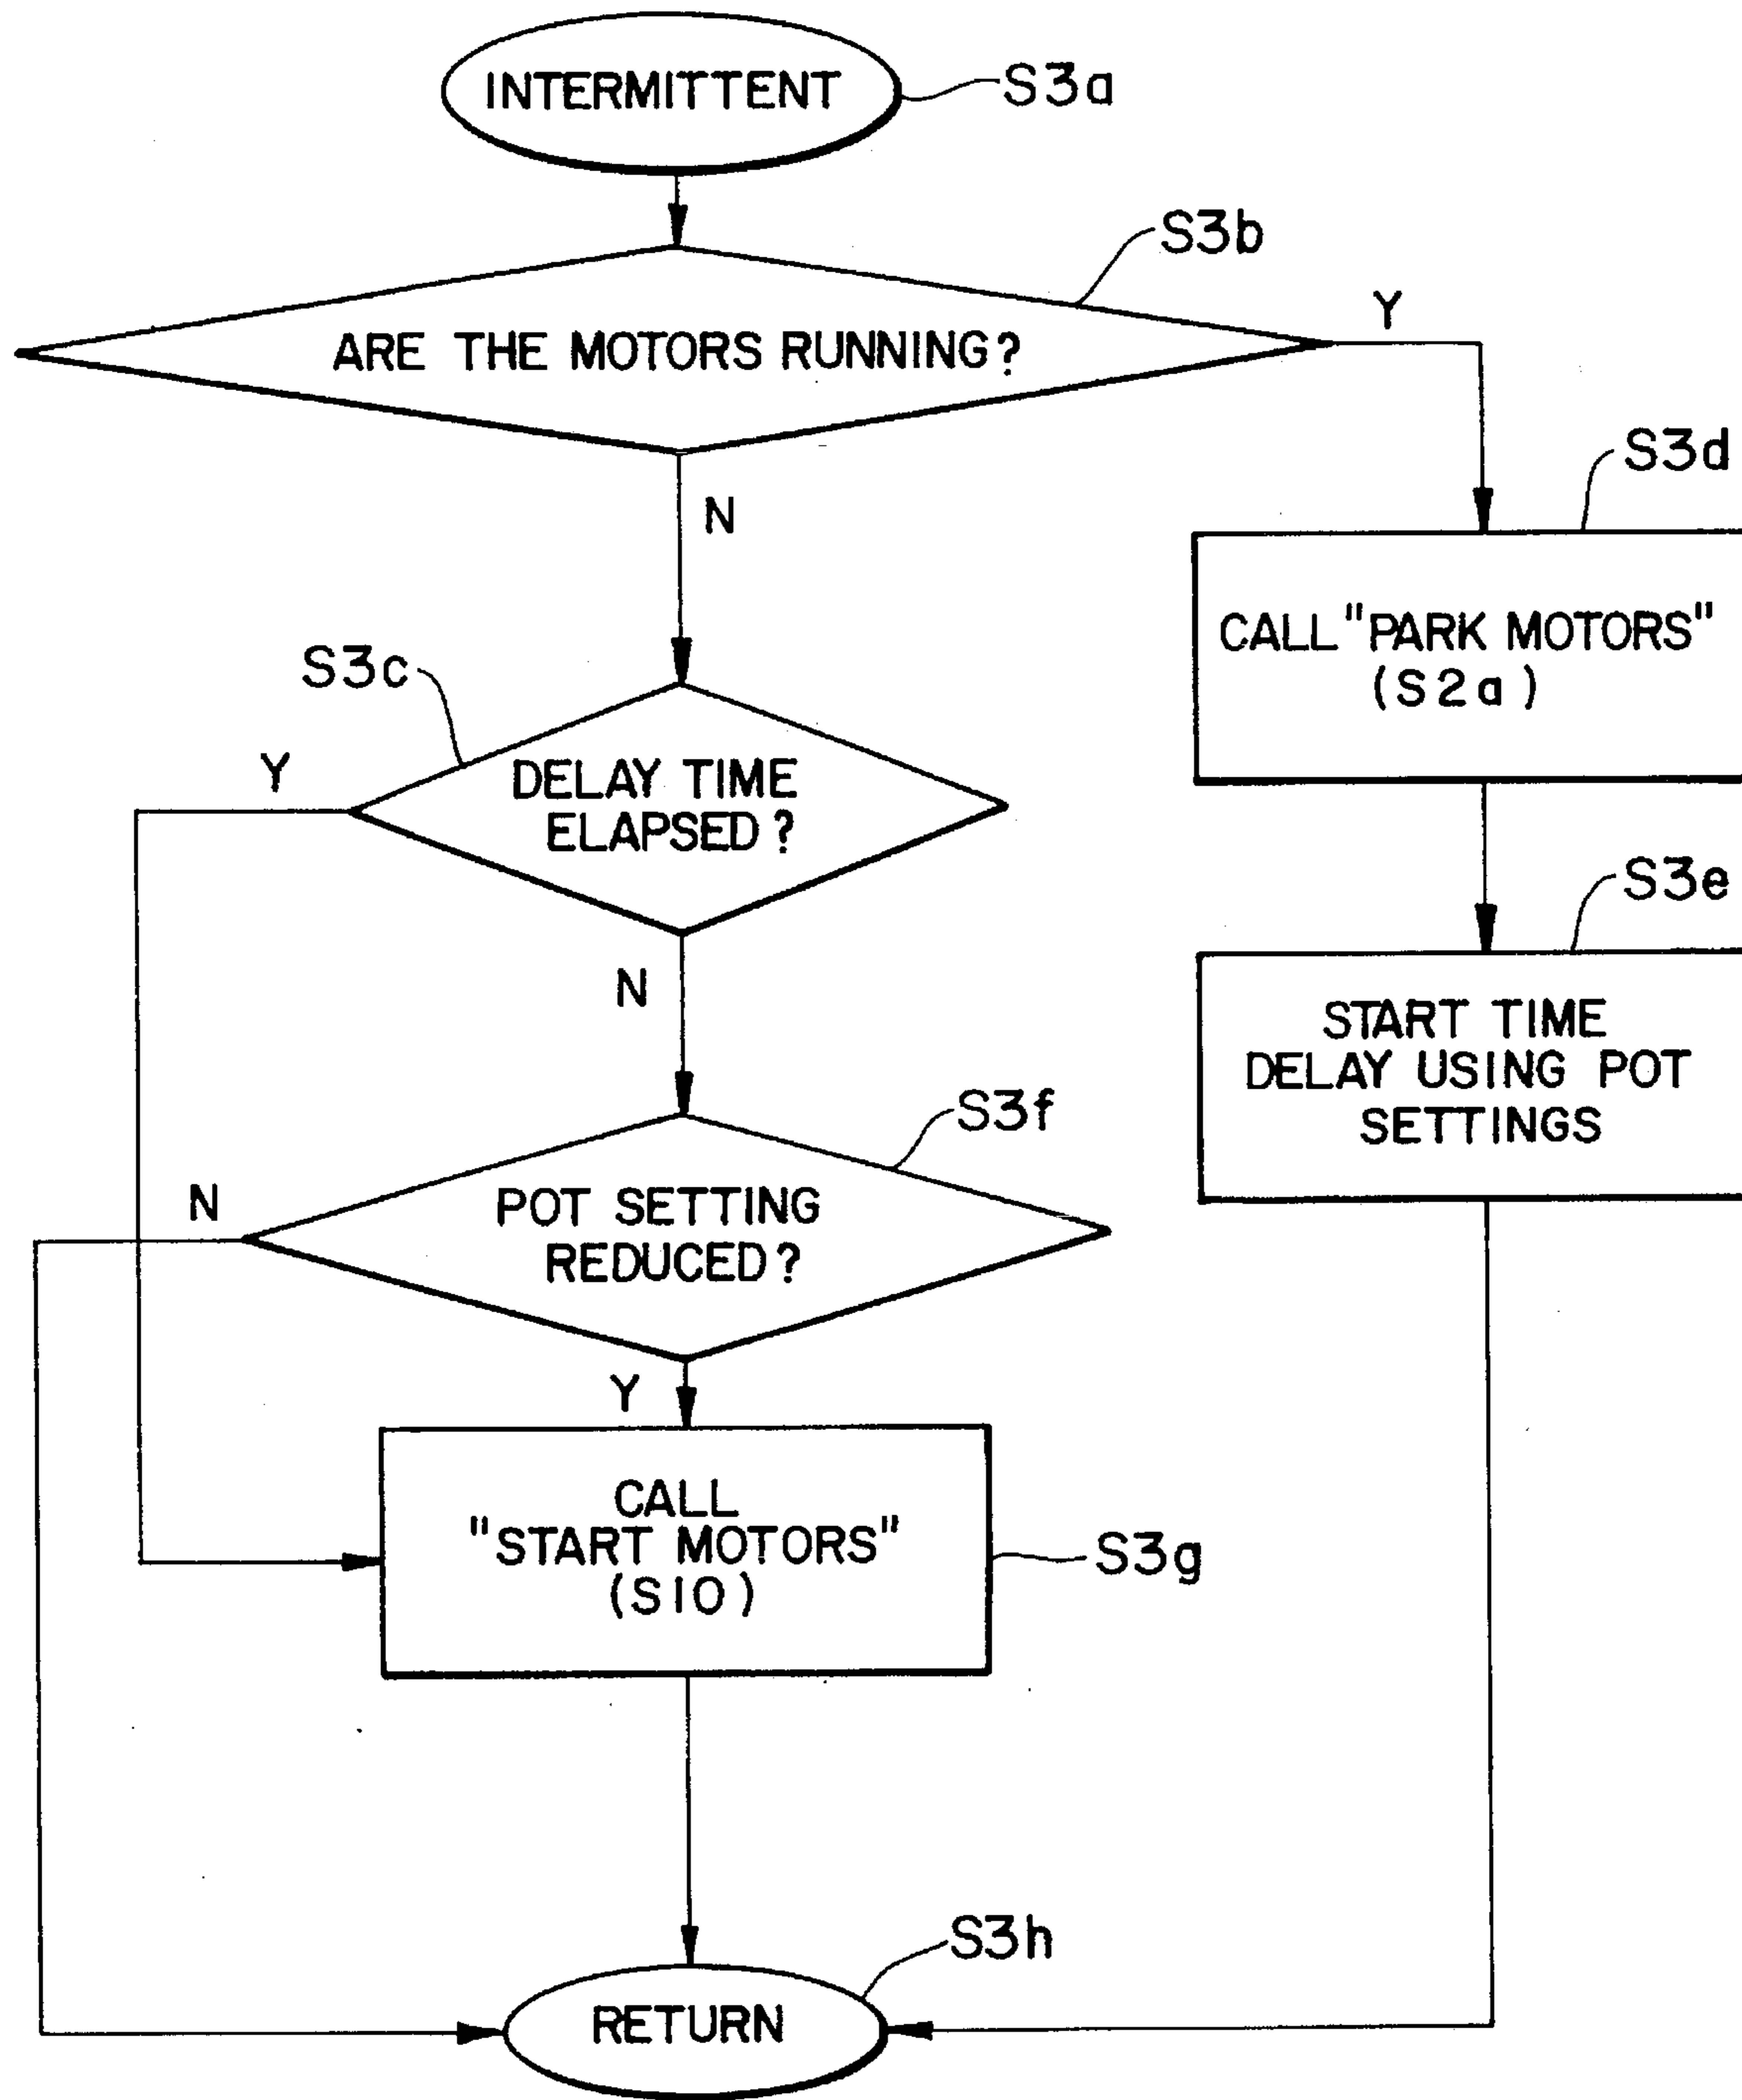 INTERMITTENT
S3a
S3b
ARE THE MOTORS RUNNING?
Y
N
S3d
CALL "PARK MOTORS"
(S2a)
S3c
Y
DELAY TIME
ELAPSED?
N
S3e
START TIME
DELAY USING POT
SETTINGS
S3f
N
POT SETTING
REDUCED?
Y
CALL
"START MOTORS"
(S10)
S3g
S3h
RETURN